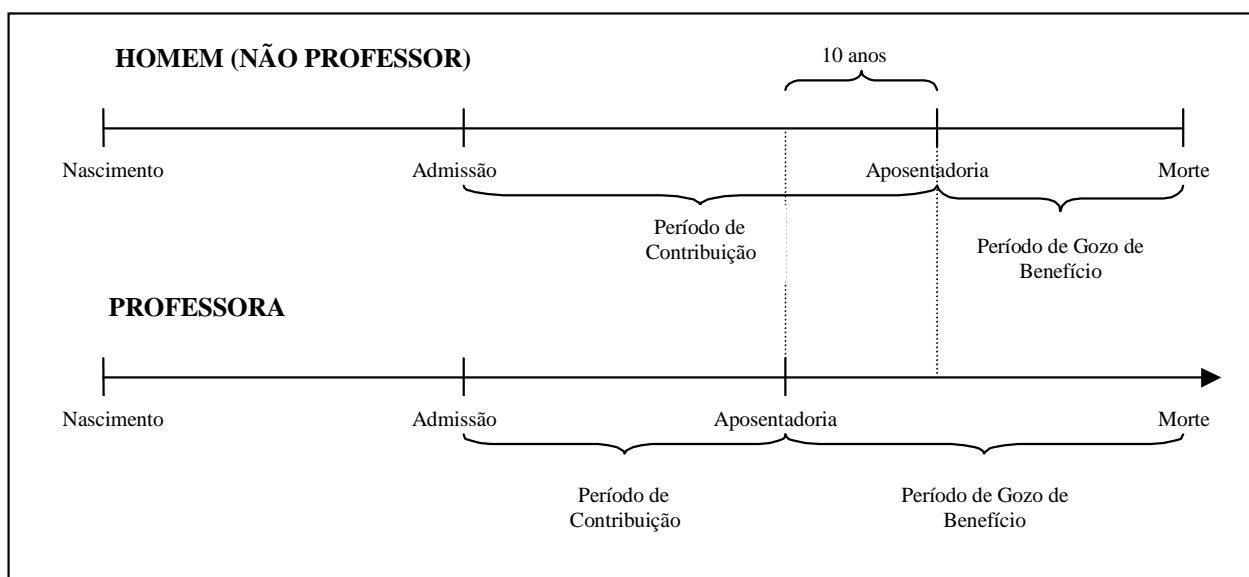 HOMEM (NÃO PROFESSOR)
10 anos
Nascimento
Admissão
Aposentadoria
Morte
Período de
Contribuição
Período de Gozo de
Benefício
PROFESSORA
Nascimento
Admissão
Aposentadoria
Morte
Período de
Contribuição
Período de Gozo de
Benefício